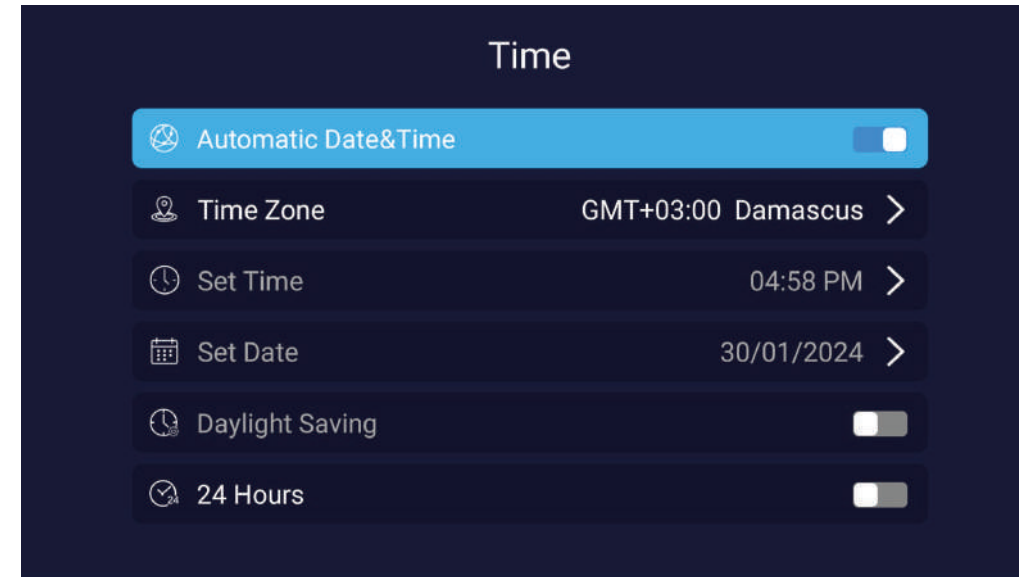 Time
Automatic Date&Time
Time Zone GMT+03:00 Damascus
Set Time 04:58 PM
Set Date 30/01/2024
Daylight Saving
24 Hours